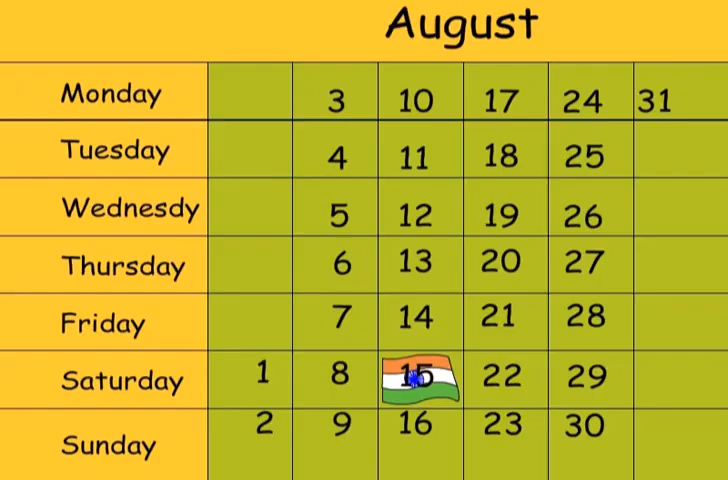 August
Monday 3 10 17 24 31
Tuesday 4 11 18 25
Wednesdy 5 12 19 26
Thursday 6 13 20 27
Friday 7 14 21 28
Saturday 1 8 15 22 29
Sunday 2 9 16 23 30